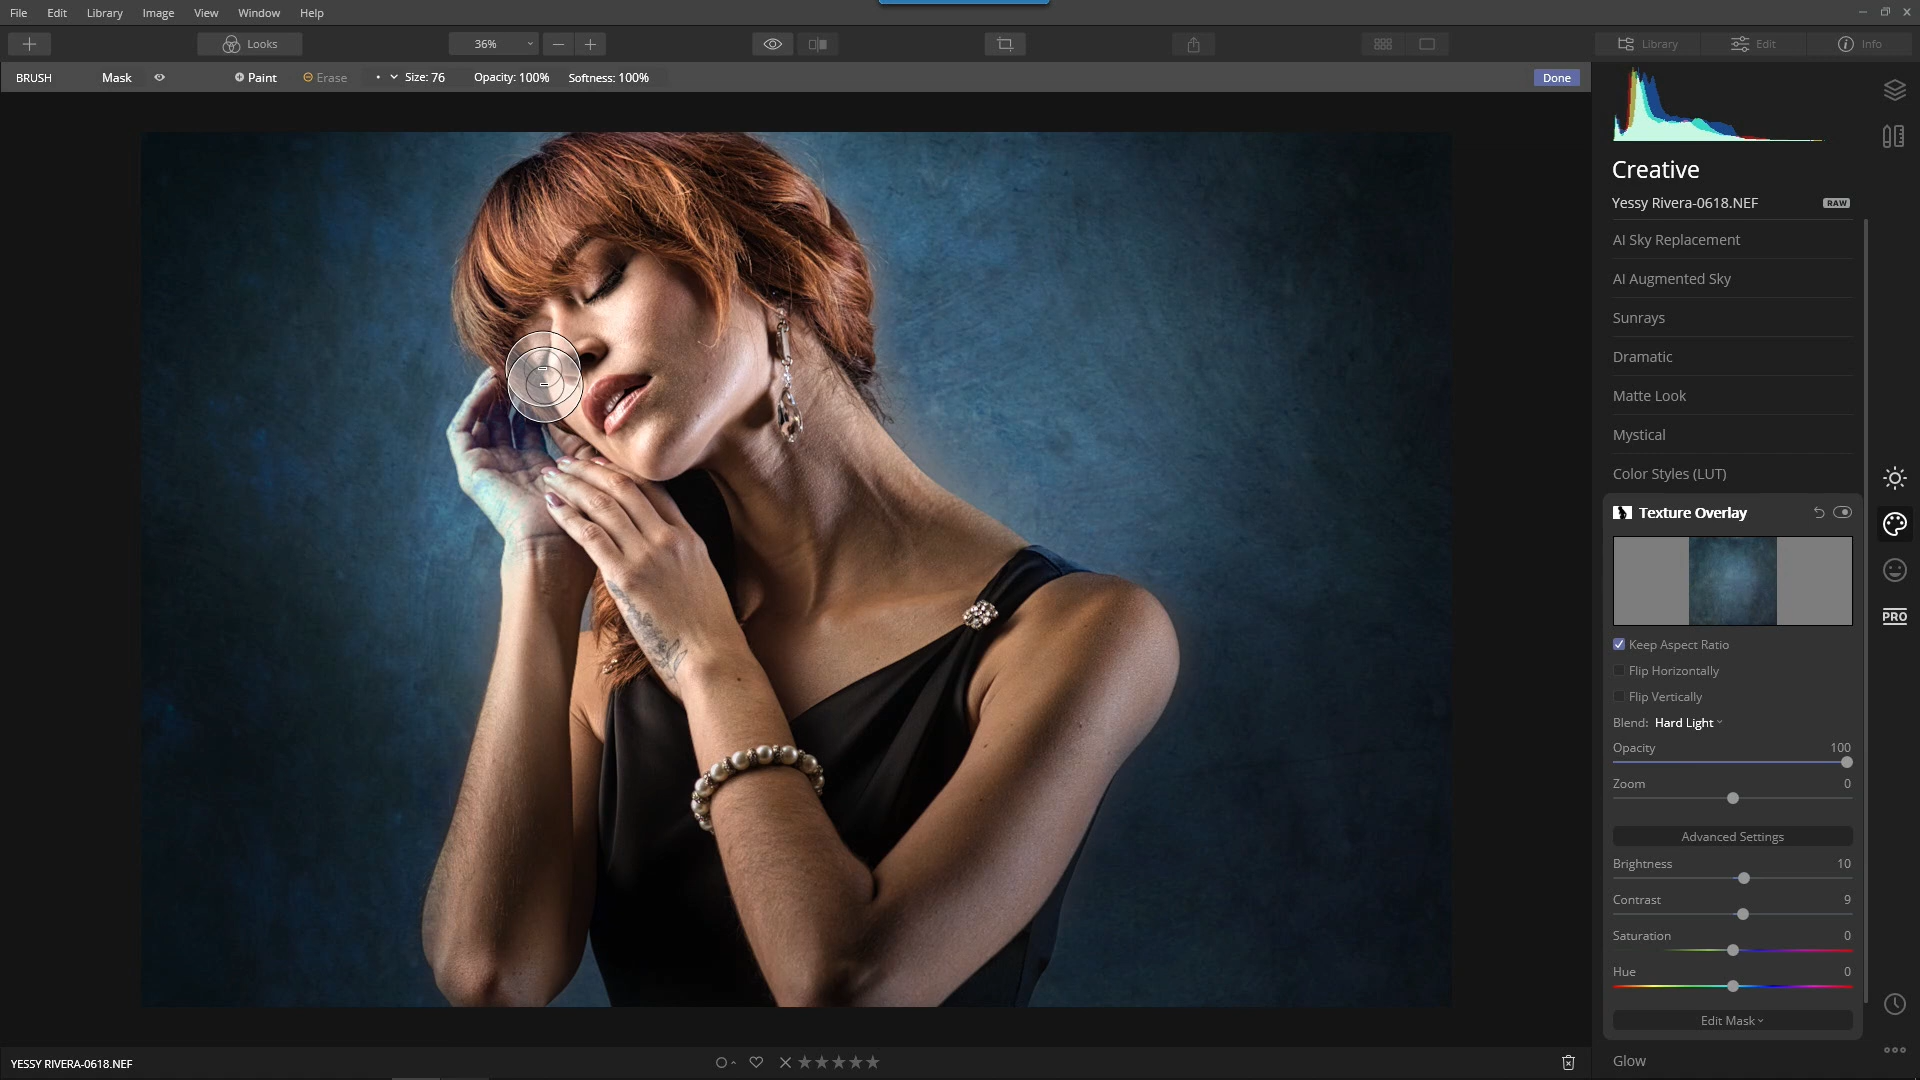 File Edit Library Image View Window Help
Looks 36% Library Edit Info
BRUSH Mask Paint Erase Size: 76 Opacity: 100% Softness: 100% Done
Creative
Yessy Rivera-0618.NEF RAW
AI Sky Replacement
AI Augmented Sky
Sunrays
Dramatic
Matte Look
Mystical
Color Styles (LUT)
Texture Overlay
PRO
Keep Aspect Ratio
Flip Horizontally
Flip Vertically
Blend: Hard Light
Opacity 100
Zoom 0
Advanced Settings
Brightness 10
Contrast 9
Saturation 0
Hue 0
Edit Mask
Glow
YESSY RIVERA-0618.NEF